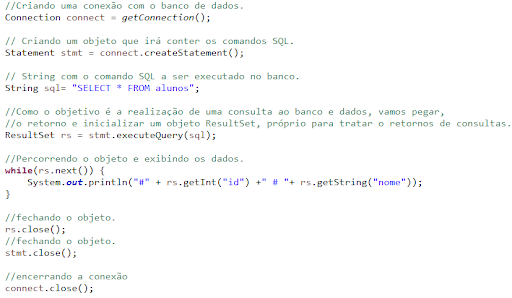 //Criando uma conexão com o banco de dados.
Connection connect = getConnection();
// Criando um objeto que irá conter os comandos SQL.
Statement stmt = connect.createStatement();
// String com o comando SQL a ser executado no banco.
String sql= "SELECT * FROM alunos";
//Como o objetivo é a realização de uma consulta ao banco e dados, vamos pegar,
//o retorno e inicializar um objeto ResultSet, próprio para tratar o retornos de consultas.
ResultSet rs = stmt.executeQuery(sql);
//Percorrendo o objeto e exibindo os dados.
while(rs.next()) {
System.out.println("#" + rs.getInt("id") +" # "+ rs.getString("nome"));
}
//fechando o objeto.
rs.close();
//fechando o objeto.
stmt.close();
//encerrando a conexão
connect.close();